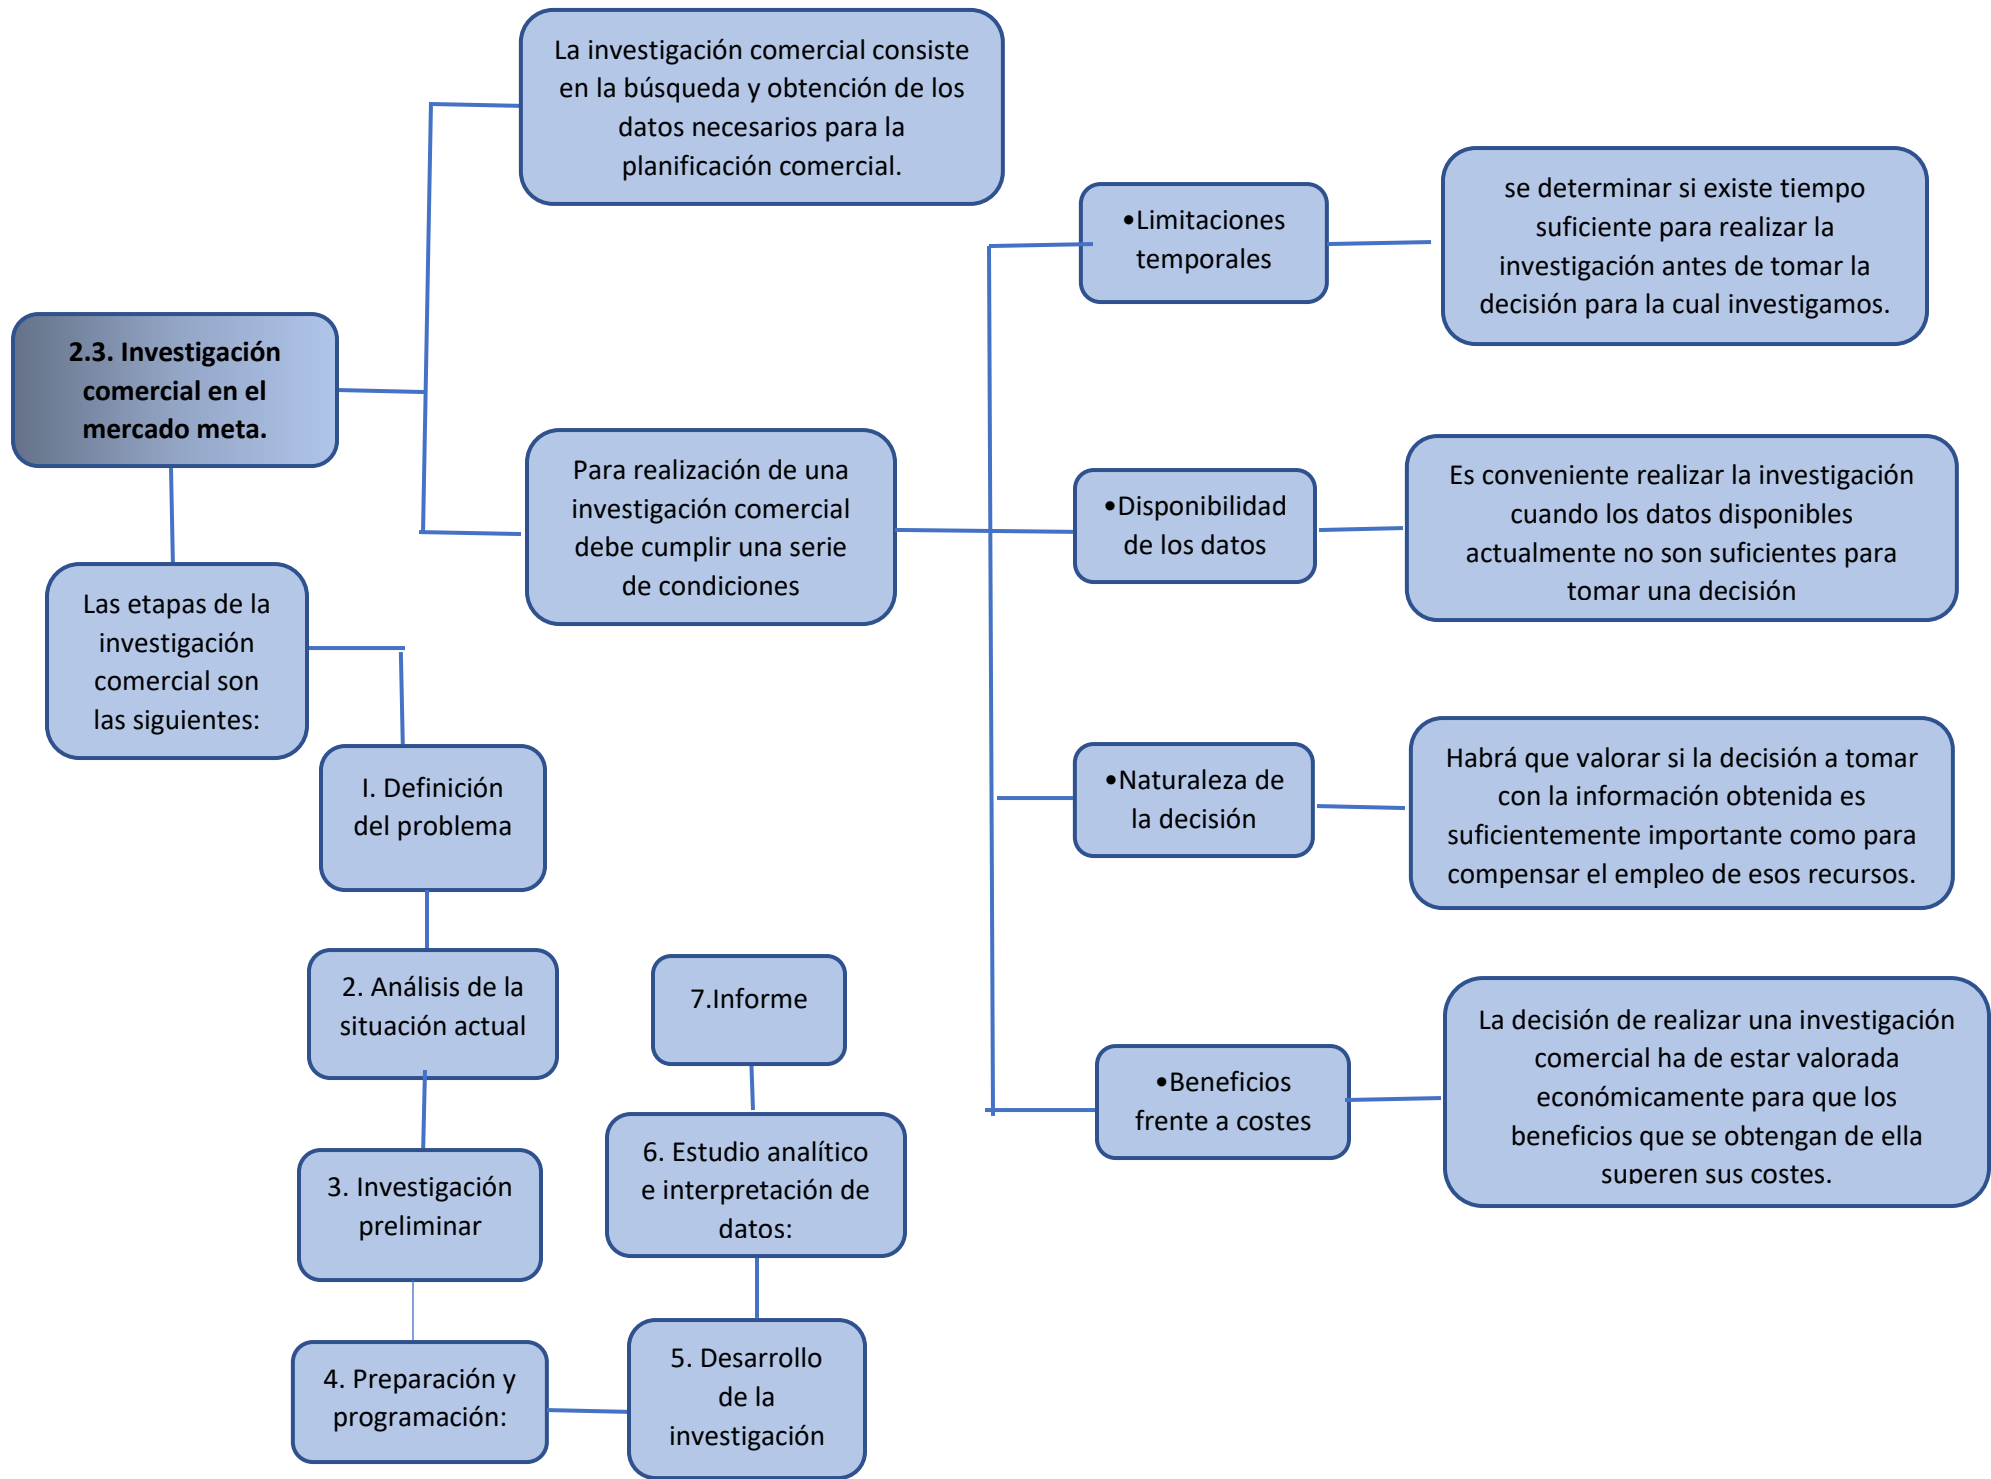 2.3. Investigación
comercial en el
mercado meta.
La investigación comercial consiste
en la búsqueda y obtención de los
datos necesarios para la
planificación comercial.
Para realización de una
investigación comercial
debe cumplir una serie
de condiciones
•Limitaciones
temporales
se determinar si existe tiempo
suficiente para realizar la
investigación antes de tomar la
decisión para la cual investigamos.
•Disponibilidad
de los datos
Es conveniente realizar la investigación
cuando los datos disponibles
actualmente no son suficientes para
tomar una decisión
•Naturaleza de
la decisión
Habrá que valorar si la decisión a tomar
con la información obtenida es
suficientemente importante como para
compensar el empleo de esos recursos.
•Beneficios
frente a costes
La decisión de realizar una investigación
comercial ha de estar valorada
económicamente para que los
beneficios que se obtengan de ella
superen sus costes.
Las etapas de la
investigación
comercial son
las siguientes:
I. Definición
del problema
2. Análisis de la
situación actual
3. Investigación
preliminar
4. Preparación y
programación:
5. Desarrollo
de la
investigación
6. Estudio analítico
e interpretación de
datos:
7.Informe